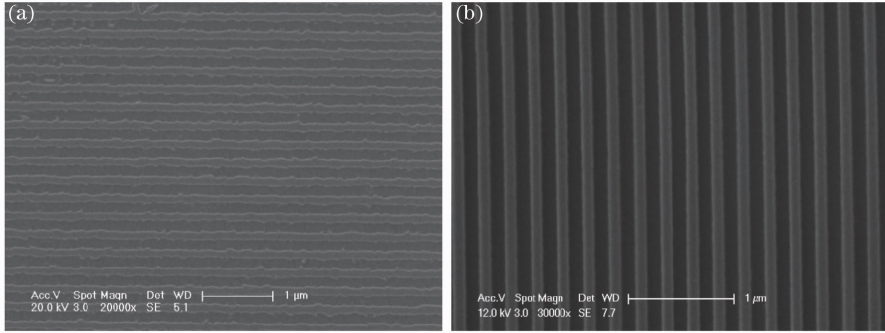 (a)
Acc.V Spot Magn Det WD
20.0 kV 3.0 20000x SE 5.1
1 μm
(b)
Acc.V Spot Magn Det WD
12.0 kV 3.0 30000x SE 7.7
1 μm